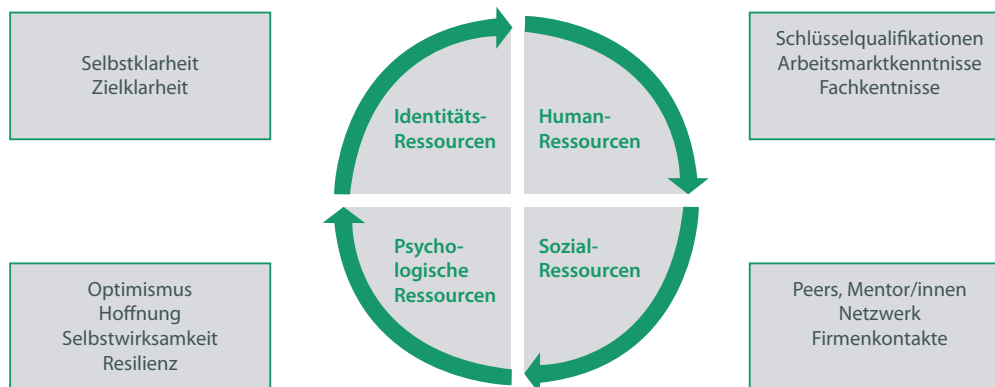 Selbstklarheit
Zielklarheit
Identitäts-
Ressourcen
Human-
Ressourcen
Schlüsselqualifikationen
Arbeitsmarktkenntnisse
Fachkentnisse
Optimismus
Hoffnung
Selbstwirksamkeit
Resilienz
Psycho-
logische
Ressourcen
Sozial-
Ressourcen
Peers, Mentor/innen
Netzwerk
Firmenkontakte